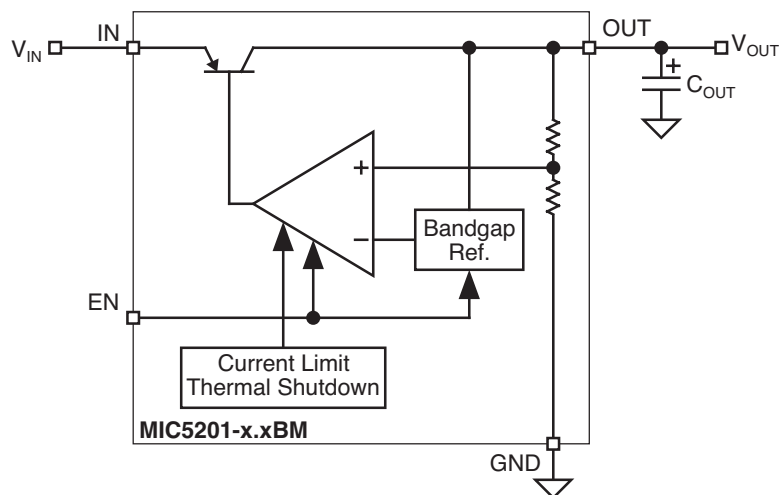 V_IN
IN
OUT
V_OUT
+
C_OUT
+
–
Bandgap
Ref.
EN
Current Limit
Thermal Shutdown
MIC5201-x.xBM
GND